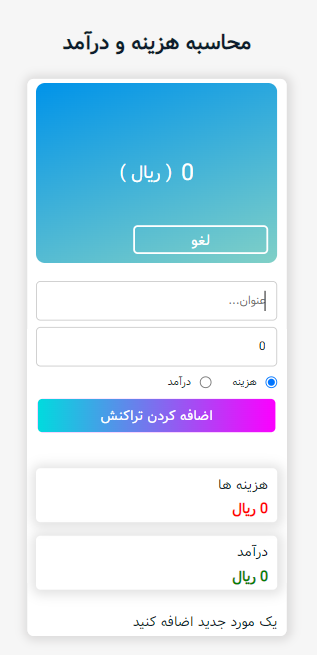 محاسبه هزینه و درآمد
0 ( ریال )
لغو
عنوان...
0
هزینه درآمد
اضافه کردن تراکنش
هزینه ها
0 ریال
درآمد
0 ریال
یک مورد جدید اضافه کنید